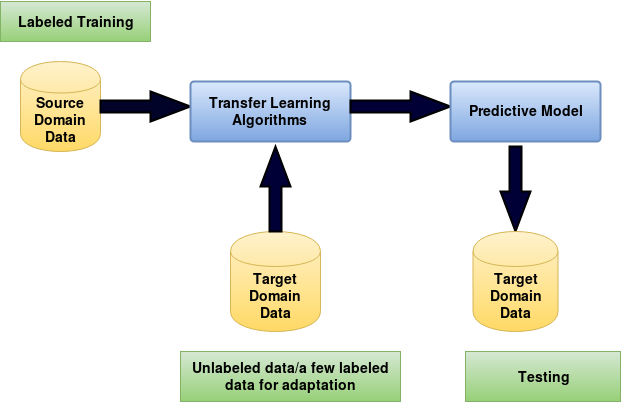 Labeled Training
Source
Domain
Data
Transfer Learning
Algorithms
Predictive Model
Target
Domain
Data
Target
Domain
Data
Unlabeled data/a few labeled
data for adaptation
Testing